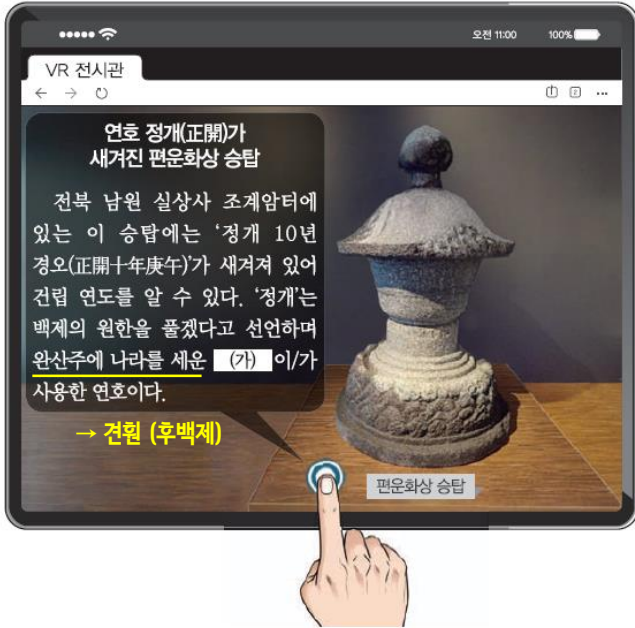 오전 11:00 100%
VR 전시관
연호 정개(正開)가
새겨진 편운화상 승탑
전북 남원 실상사 조계암터에
있는 이 승탑에는 ‘정개 10년
경오(正開十年庚午)’가 새겨져 있어
건립 연도를 알 수 있다. ‘정개’는
백제의 원한을 풀겠다고 선언하며
완산주에 나라를 세운 (가) 이/가
사용한 연호이다.
→ 견훤 (후백제)
편운화상 승탑